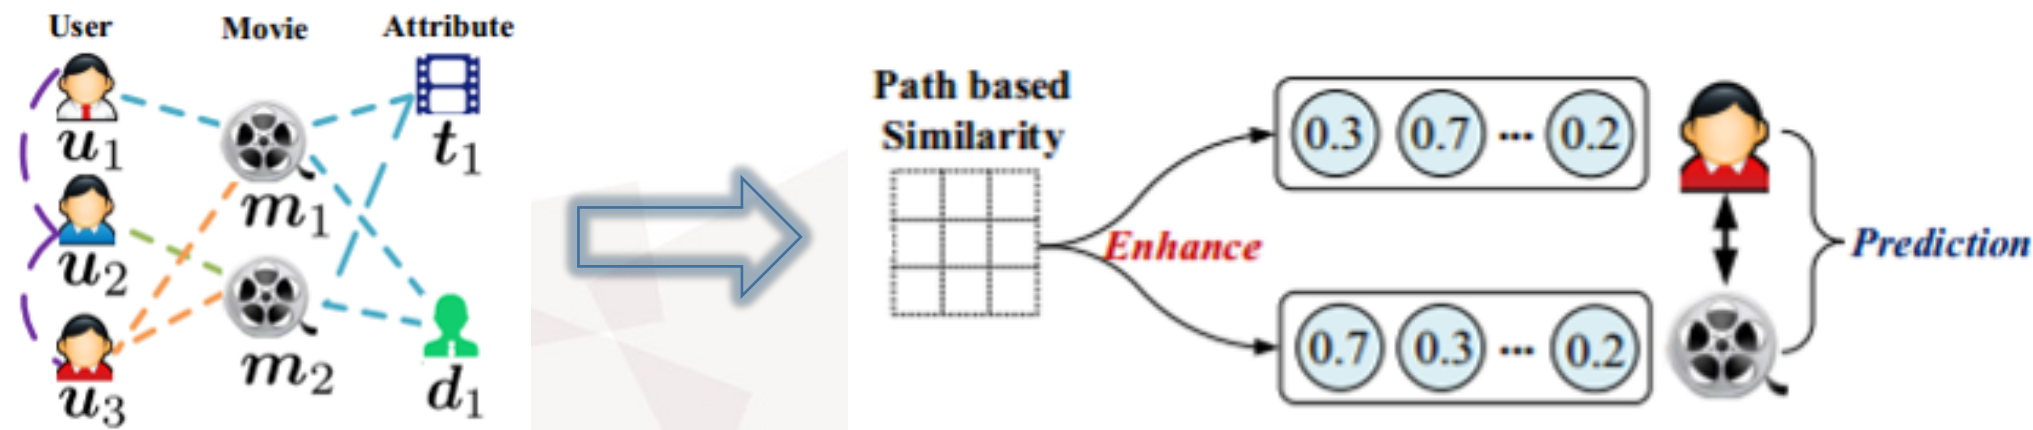 User Movie Attribute
u1
m1
t1
u2
m2
u3
d1
Path based
Similarity
Enhance
0.3 0.7 ... 0.2
0.7 0.3 ... 0.2
Prediction